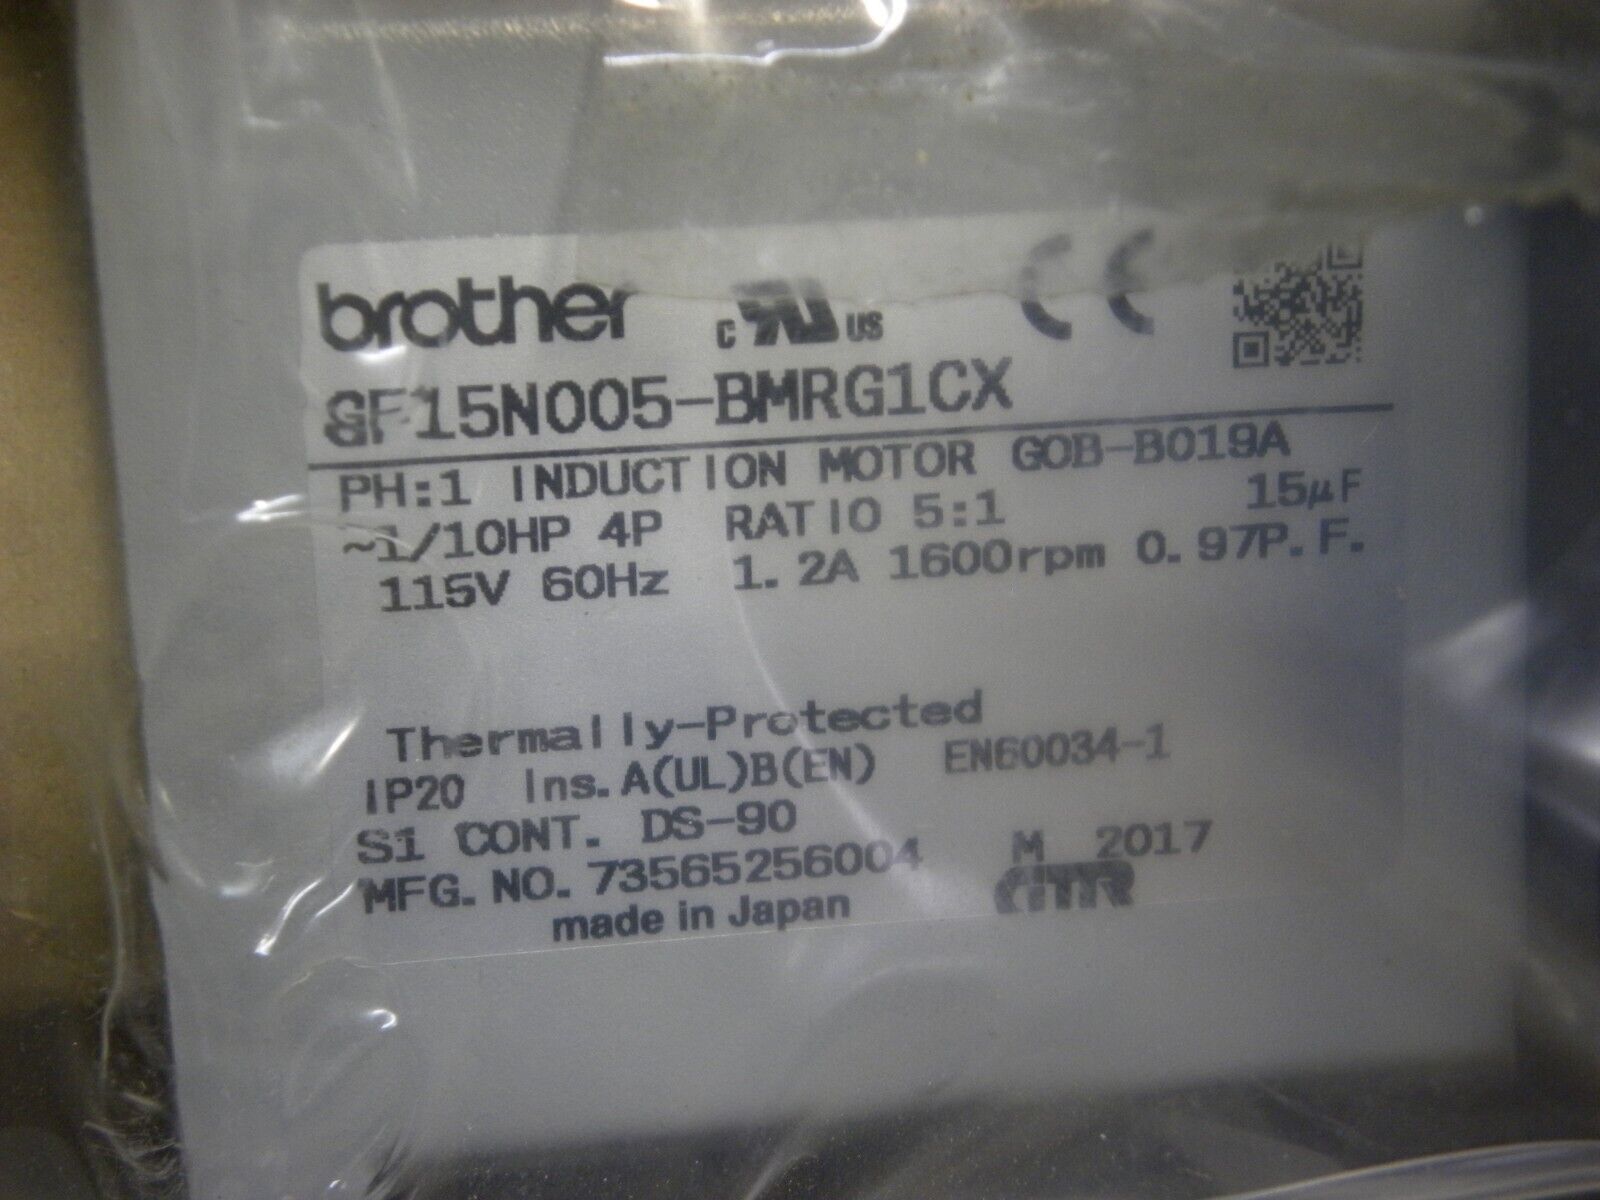 brother C US CE
GF15N005-BMRG1CX
PH:1 INDUCTION MOTOR GOB-B019A
~1/10HP 4P RATIO 5:1 15μF
115V 60Hz 1.2A 1600rpm 0.97P.F.
Thermally-Protected
IP20 Ins.A(UL)B(EN) EN60034-1
S1 CONT. DS-90
MFG.NO.73565256004 M 2017
made in Japan